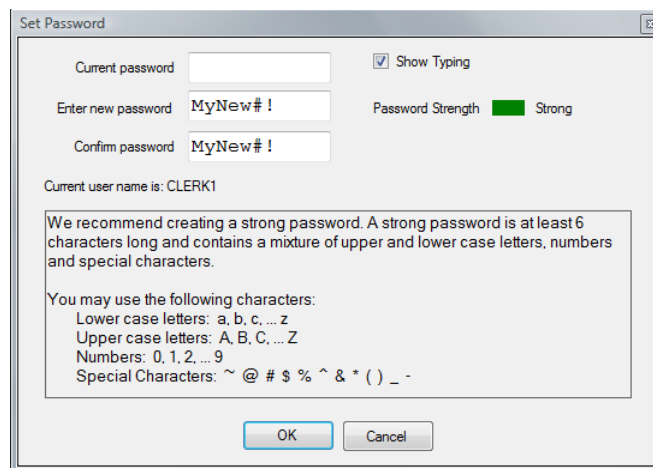 Set Password
Current password
Show Typing
Enter new password MyNew#!
Password Strength Strong
Confirm password MyNew#!
Current user name is: CLERK1
We recommend creating a strong password. A strong password is at least 6
characters long and contains a mixture of upper and lower case letters, numbers
and special characters.
You may use the following characters:
Lower case letters: a, b, c, ... z
Upper case letters: A, B, C, ... Z
Numbers: 0, 1, 2, ... 9
Special Characters: ~ @ # $ % ^ & * ( ) _ -
OK
Cancel